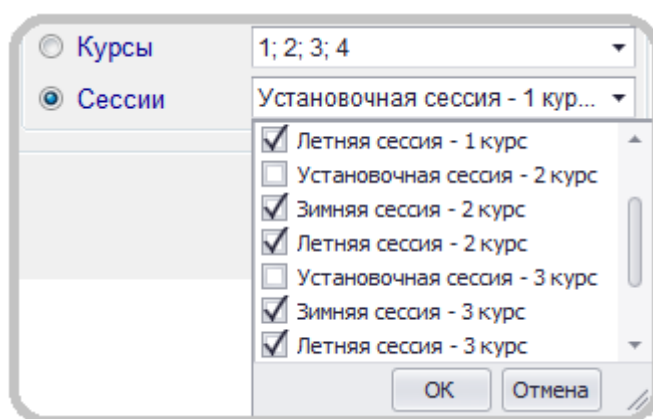 Курсы 1; 2; 3; 4
Сессии Установочная сессия - 1 кур...
Летняя сессия - 1 курс
Установочная сессия - 2 курс
Зимняя сессия - 2 курс
Летняя сессия - 2 курс
Установочная сессия - 3 курс
Зимняя сессия - 3 курс
Летняя сессия - 3 курс
ОК Отмена